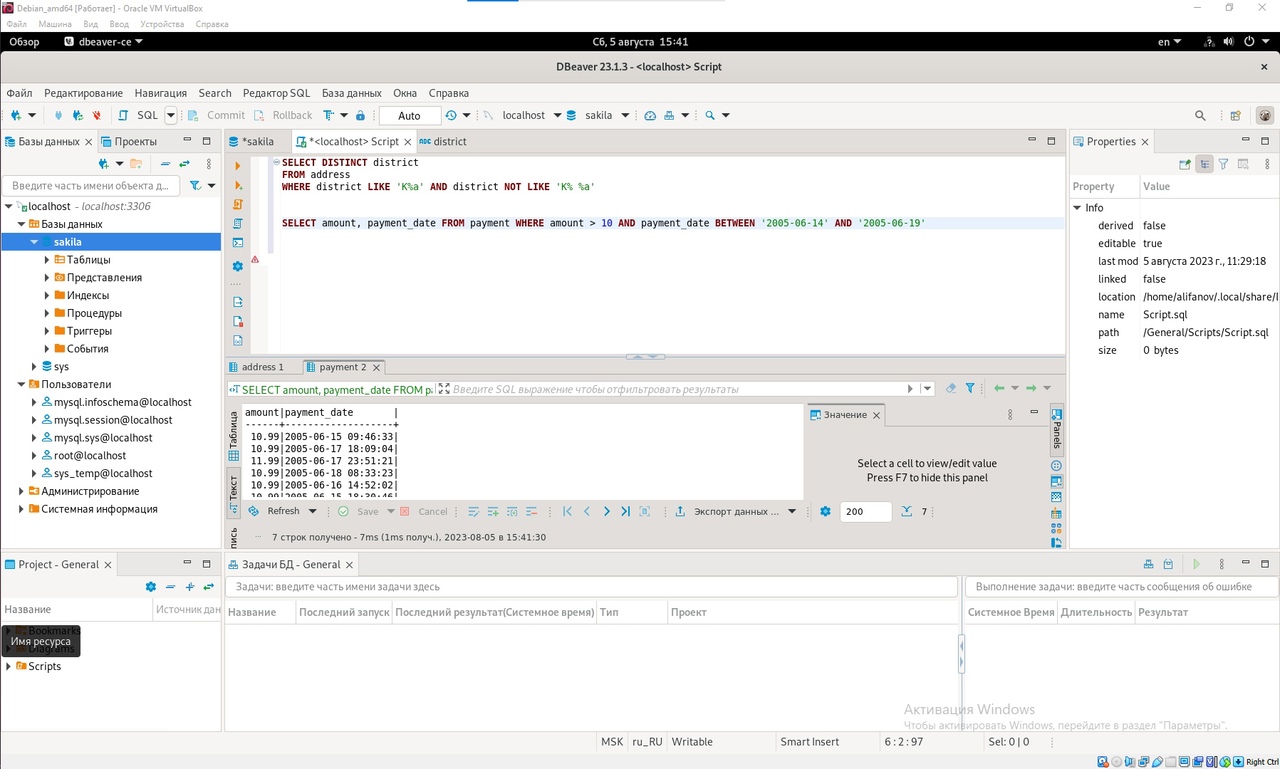 Debian_amd64 [Работает] - Oracle VM VirtualBox
Файл Машина Вид Ввод Устройства Справка
Обзор dbeaver-ce Сб, 5 августа 15:41 en
DBeaver 23.1.3 - <localhost> Script
Файл Редактирование Навигация Search Редактор SQL База данных Окна Справка
SQL Commit Rollback Auto localhost sakila
Базы данных Проекты
Введите часть имени объекта д...
localhost - localhost:3306
Базы данных
sakila
Таблицы
Представления
Индексы
Процедуры
Триггеры
События
sys
Пользователи
mysql.infoschema@localhost
mysql.session@localhost
mysql.sys@localhost
root@localhost
sys_temp@localhost
Администрирование
Системная информация
*sakila *<localhost> Script district
SELECT DISTINCT district
FROM address
WHERE district LIKE 'K%a' AND district NOT LIKE 'K% %a'
SELECT amount, payment_date FROM payment WHERE amount > 10 AND payment_date BETWEEN '2005-06-14' AND '2005-06-19'
address 1 payment 2
SELECT amount, payment_date FROM p Введите SQL выражение чтобы отфильтровать результаты
Таблица
Текст
amount|payment_date |
------+-------------------+
10.99|2005-06-15 09:46:33|
10.99|2005-06-17 18:09:04|
11.99|2005-06-17 23:51:21|
10.99|2005-06-18 08:33:23|
10.99|2005-06-16 14:52:02|
10.99|2005-06-15 18:30:46|
Значение
Select a cell to view/edit value
Press F7 to hide this panel
Panels
Refresh Save Cancel Экспорт данных ... 200 7
7 строк получено - 7ms (1ms получ.), 2023-08-05 в 15:41:30
Properties
Property Value
Info
derived false
editable true
last mod 5 августа 2023 г., 11:29:18
linked false
location /home/alifanov/.local/share/
name Script.sql
path /General/Scripts/Script.sql
size 0 bytes
Project - General
Название Источник дан
Bookmarks
Имя ресурса
Diagrams
Scripts
Задачи БД - General
Задачи: введите часть имени задачи здесь
Название Последний запуск Последний результат(Системное время) Тип Проект
Выполнение задачи: введите часть сообщения об ошибке
Системное Время Длительность Результат
Активация Windows
Чтобы активировать Windows, перейдите в раздел "Параметры".
MSK ru_RU Writable Smart Insert 6 : 2 : 97 Sel: 0 | 0
Right Ctrl